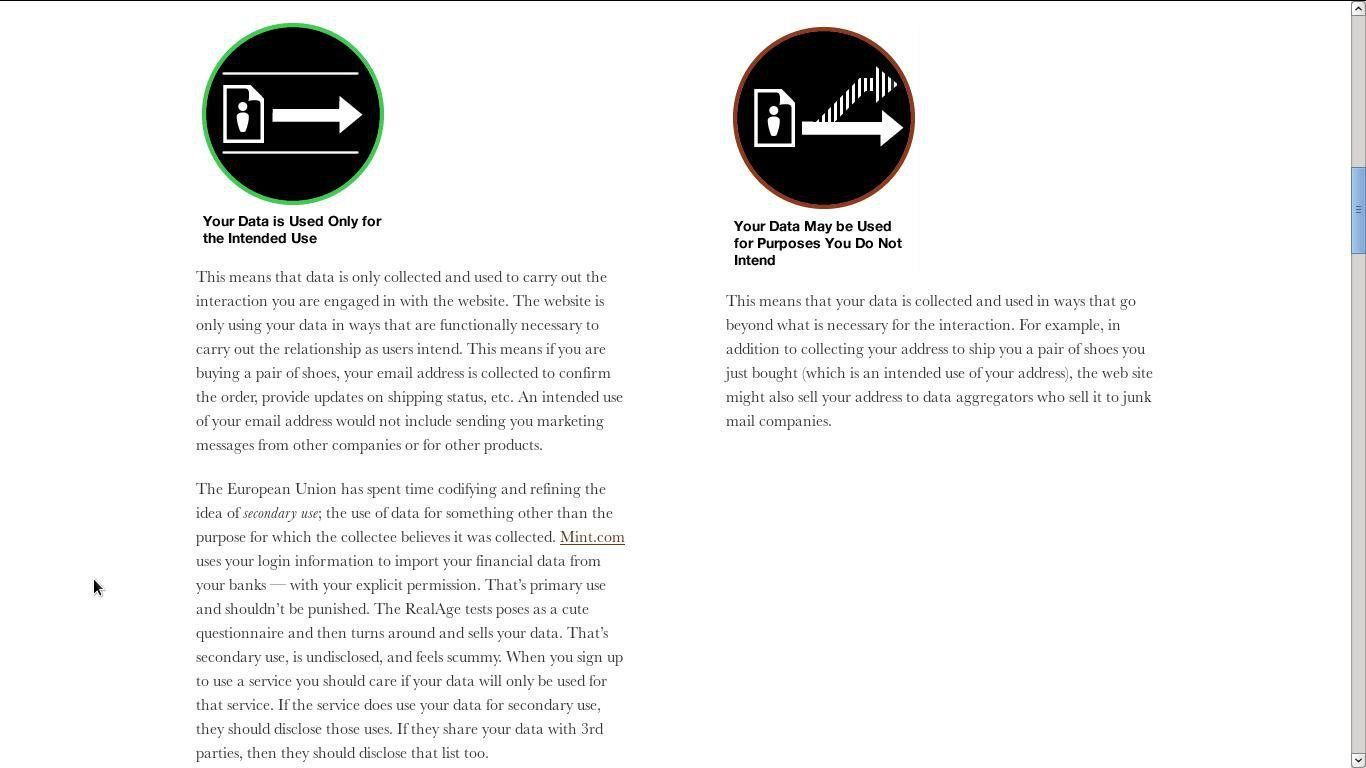 Your Data is Used Only for
the Intended Use
This means that data is only collected and used to carry out the
interaction you are engaged in with the website. The website is
only using your data in ways that are functionally necessary to
carry out the relationship as users intend. This means if you are
buying a pair of shoes, your email address is collected to confirm
the order, provide updates on shipping status, etc. An intended use
of your email address would not include sending you marketing
messages from other companies or for other products.
The European Union has spent time codifying and refining the
idea of secondary use; the use of data for something other than the
purpose for which the collectee believes it was collected. Mint.com
uses your login information to import your financial data from
your banks — with your explicit permission. That’s primary use
and shouldn’t be punished. The RealAge tests poses as a cute
questionnaire and then turns around and sells your data. That’s
secondary use, is undisclosed, and feels scummy. When you sign up
to use a service you should care if your data will only be used for
that service. If the service does use your data for secondary use,
they should disclose those uses. If they share your data with 3rd
parties, then they should disclose that list too.
Your Data May be Used
for Purposes You Do Not
Intend
This means that your data is collected and used in ways that go
beyond what is necessary for the interaction. For example, in
addition to collecting your address to ship you a pair of shoes you
just bought (which is an intended use of your address), the web site
might also sell your address to data aggregators who sell it to junk
mail companies.